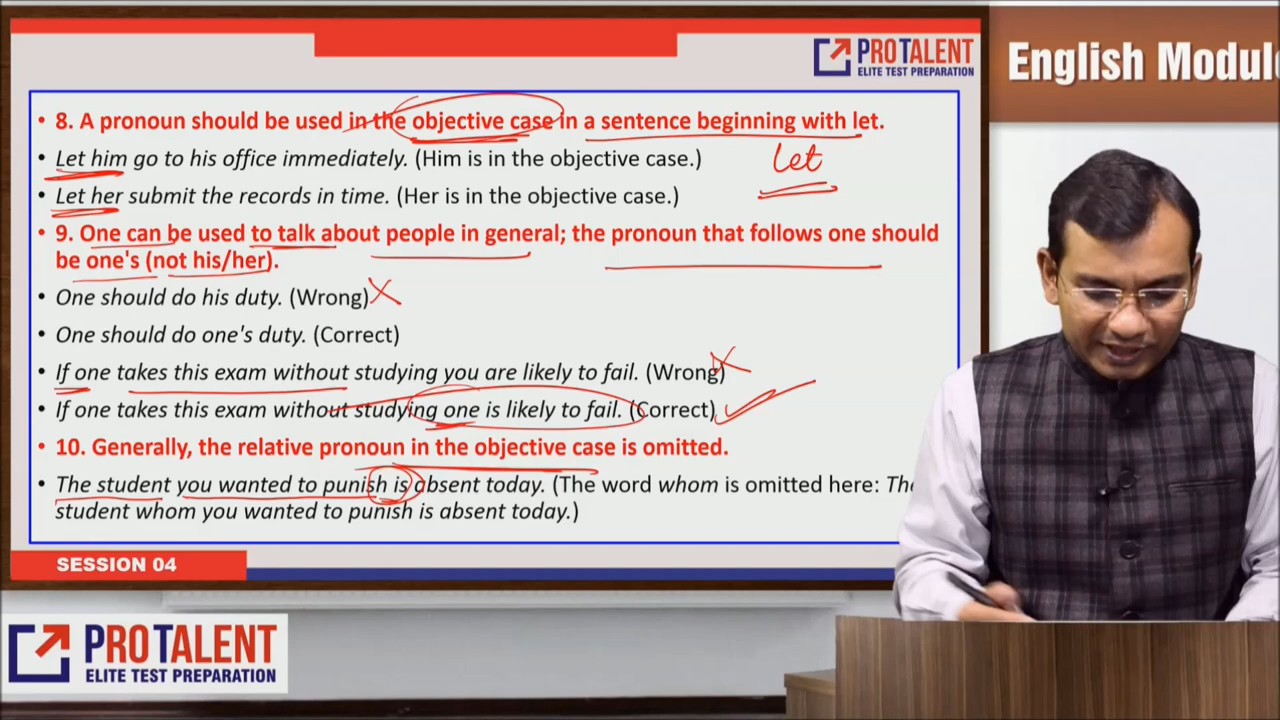 PROTALENT
ELITE TEST PREPARATION
English Module
• 8. A pronoun should be used in the objective case in a sentence beginning with let.
• Let him go to his office immediately. (Him is in the objective case.)
let
• Let her submit the records in time. (Her is in the objective case.)
• 9. One can be used to talk about people in general; the pronoun that follows one should
be one's (not his/her).
• One should do his duty. (Wrong)
• One should do one's duty. (Correct)
• If one takes this exam without studying you are likely to fail. (Wrong)
• If one takes this exam without studying one is likely to fail. (Correct)
• 10. Generally, the relative pronoun in the objective case is omitted.
• The student you wanted to punish is absent today. (The word whom is omitted here: The
student whom you wanted to punish is absent today.)
SESSION 04
PROTALENT
ELITE TEST PREPARATION